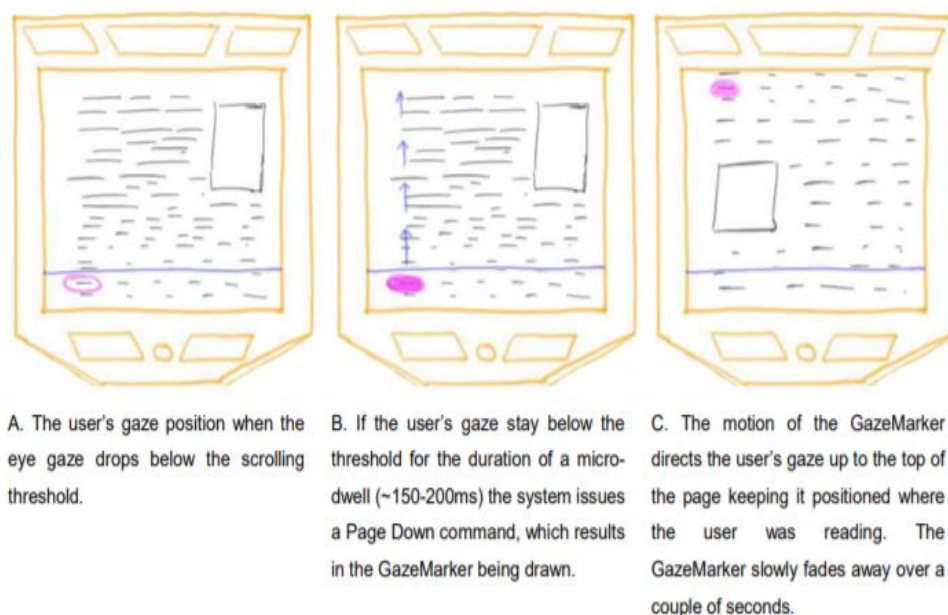 A. The user's gaze position when the
eye gaze drops below the scrolling
threshold.
B. If the user's gaze stay below the
threshold for the duration of a micro-
dwell (~150-200ms) the system issues
a Page Down command, which results
in the GazeMarker being drawn.
C. The motion of the GazeMarker
directs the user's gaze up to the top of
the page keeping it positioned where
the user was reading. The
GazeMarker slowly fades away over a
couple of seconds.